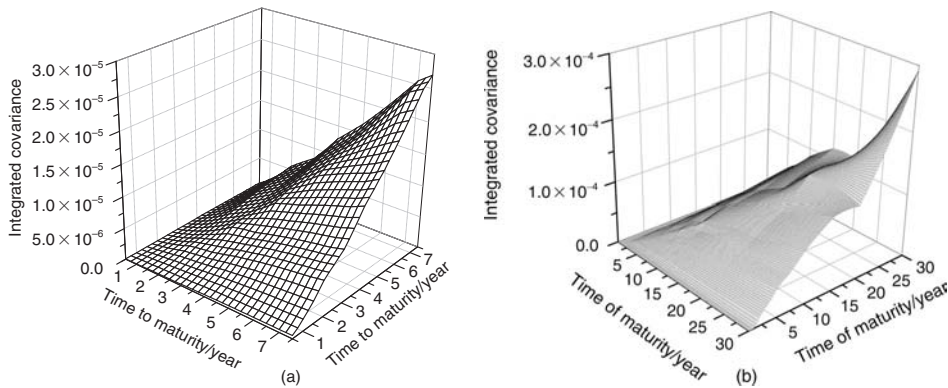 Integrated covariance
3.0 × 10⁻⁵
2.5 × 10⁻⁵
2.0 × 10⁻⁵
1.5 × 10⁻⁵
1.0 × 10⁻⁵
5.0 × 10⁻⁶
0.0
1 2 3 4 5 6 7
Time to maturity/year
1 2 3 4 5 6 7
Time to maturity/year
(a)
Integrated covariance
3.0 × 10⁻⁴
2.0 × 10⁻⁴
1.0 × 10⁻⁴
0.0
5 10 15 20 25 30
Time of maturity/year
5 10 15 20 25 30
Time of maturity/year
(b)